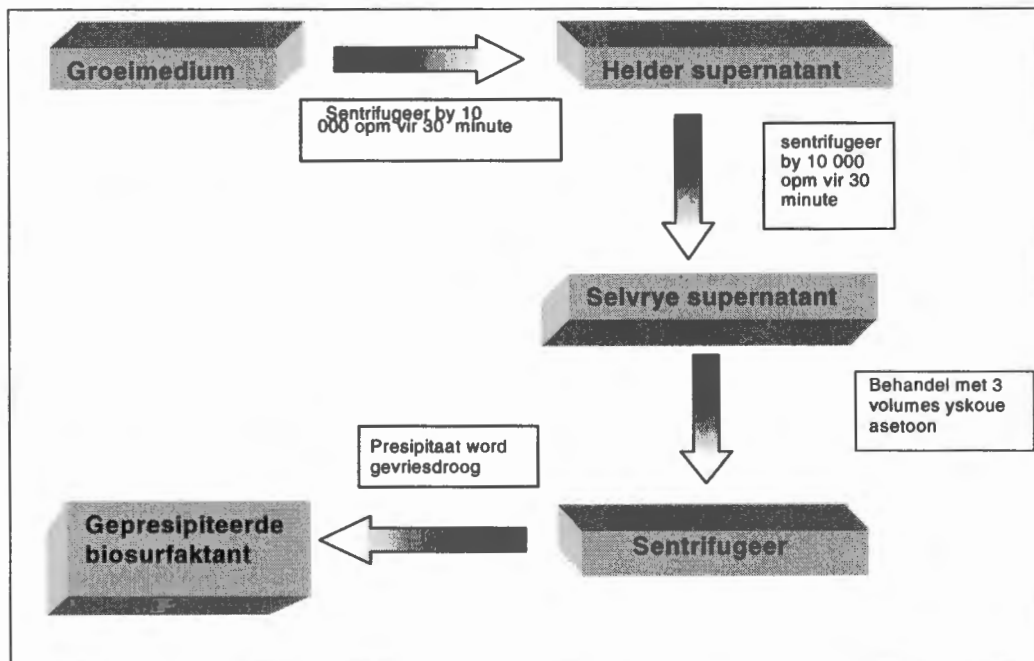 Groeimedium
Sentrifugeer by 10
000 opm vir 30 minute
Helder supernatant
sentrifugeer
by 10 000
opm vir 30
minute
Selvrye supernatant
Behandel met 3
volumes yskoue
asetoon
Sentrifugeer
Presipitaat word
gevriesdroog
Gepresipiteerde
biosurfaktant